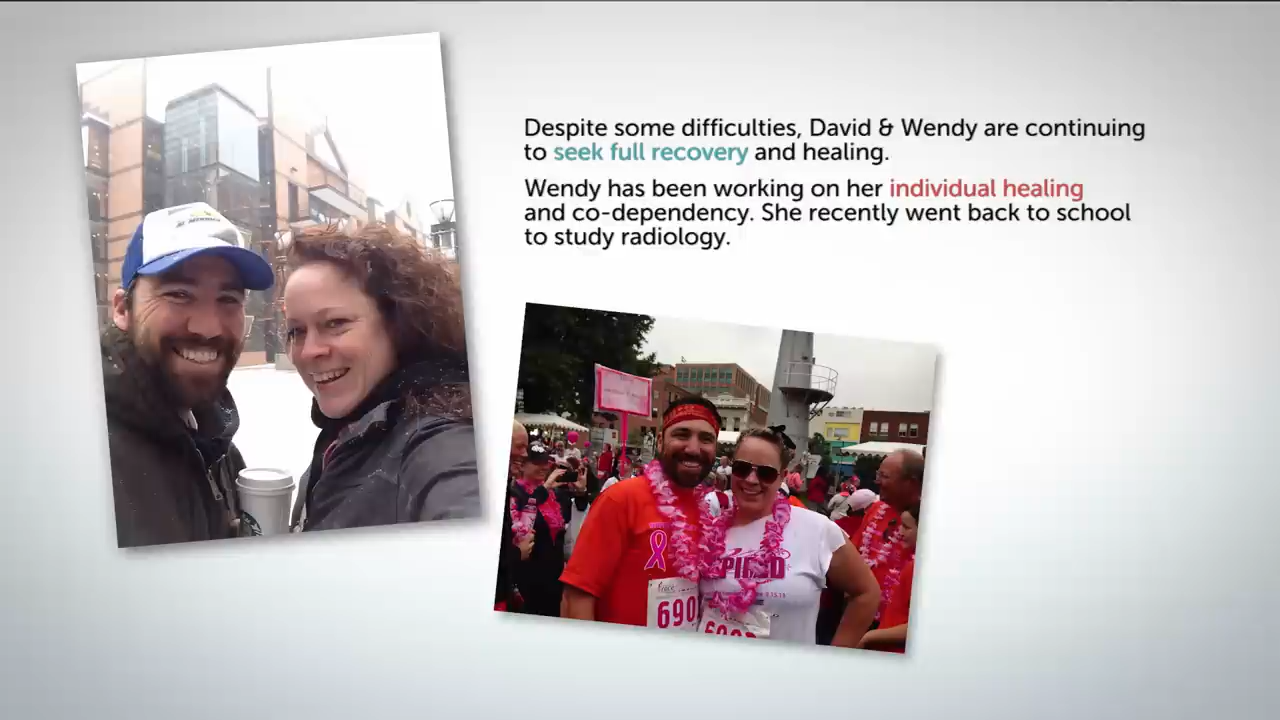 Despite some difficulties, David & Wendy are continuing
to seek full recovery and healing.
Wendy has been working on her individual healing
and co-dependency. She recently went back to school
to study radiology.
690